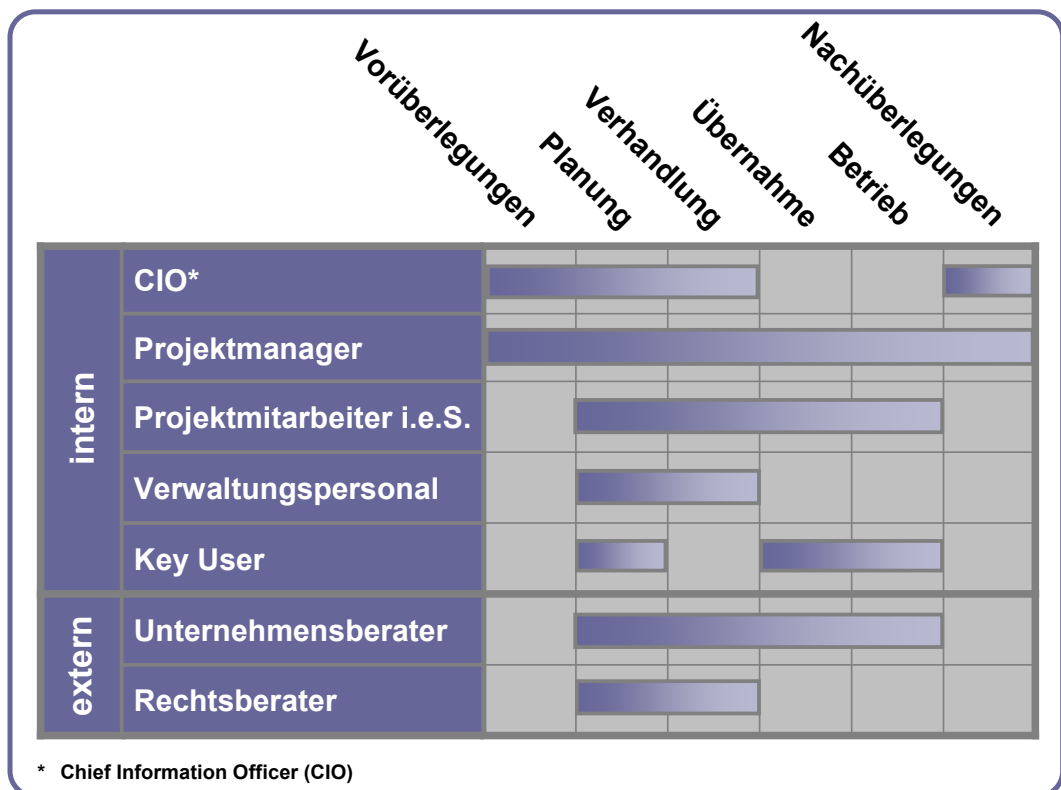 Vorüberlegungen
Planung
Verhandlung
Übernahme
Betrieb
Nachüberlegungen
intern
CIO*
Projektmanager
Projektmitarbeiter i.e.S.
Verwaltungspersonal
Key User
extern
Unternehmensberater
Rechtsberater
* Chief Information Officer (CIO)